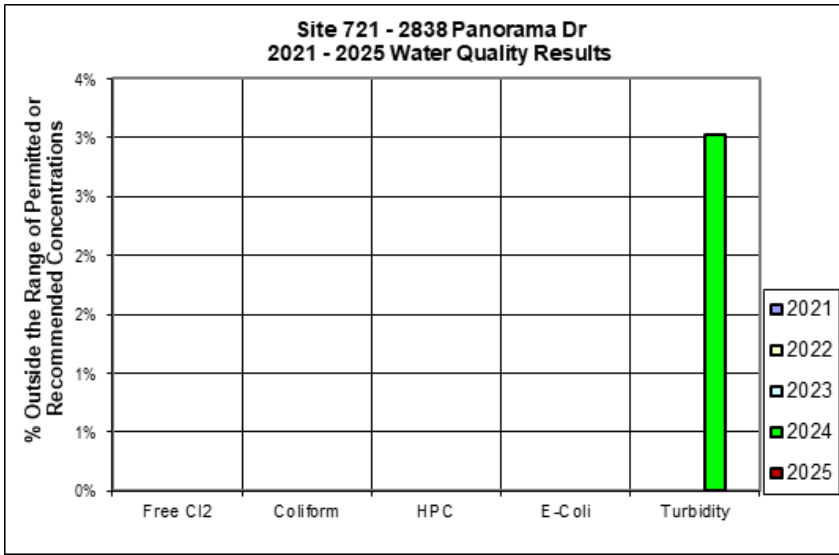 Site 721 - 2838 Panorama Dr
2021 - 2025 Water Quality Results
% Outside the Range of Permitted or
Recommended Concentrations
4%
3%
3%
2%
2%
1%
1%
0%
Free Cl2
Coliform
HPC
E-Coli
Turbidity
2021
2022
2023
2024
2025